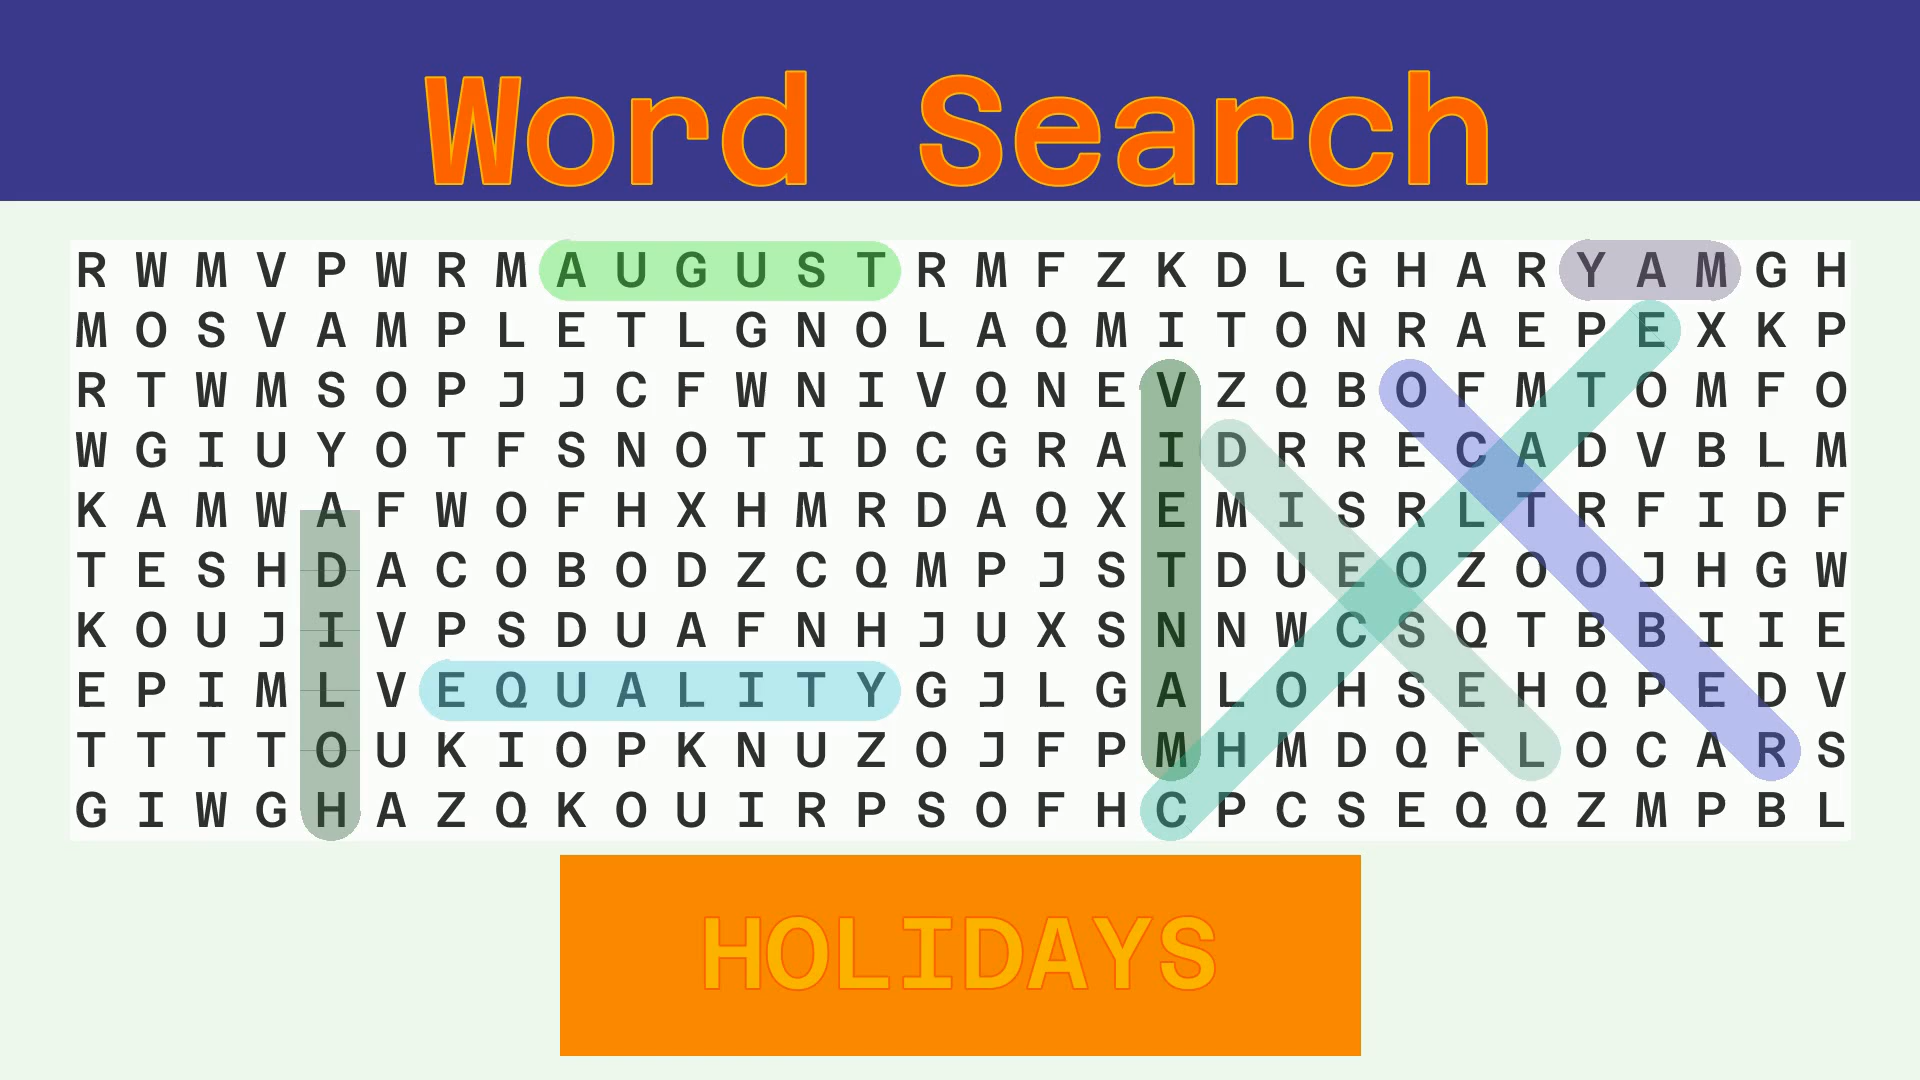 Word Search
R W M V P W R M A U G U S T R M F Z K D L G H A R Y A M G H
M O S V A M P L E T L G N O L A Q M I T O N R A E P E X K P
R T W M S O P J J C F W N I V Q N E V Z Q B O F M T O M F O
W G I U Y O T F S N O T I D C G R A I D R R E C A D V B L M
K A M W A F W O F H X H M R D A Q X E M I S R L T R F I D F
T E S H D A C O B O D Z C Q M P J S T D U E O Z O O J H G W
K O U J I V P S D U A F N H J U X S N N W C S Q T B B I I E
E P I M L V E Q U A L I T Y G J L G A L O H S E H Q P E D V
T T T T O U K I O P K N U Z O J F P M H M D Q F L O C A R S
G I W G H A Z Q K O U I R P S O F H C P C S E Q Q Z M P B L
HOLIDAYS